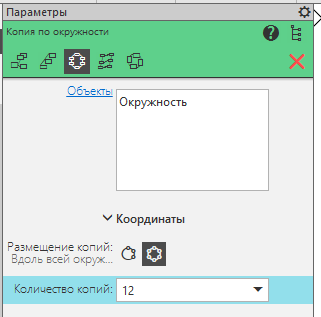 Параметры
Копия по окружности
Объекты
Окружность
Координаты
Размещение копий:
Вдоль всей окруж...
Количество копий:
12